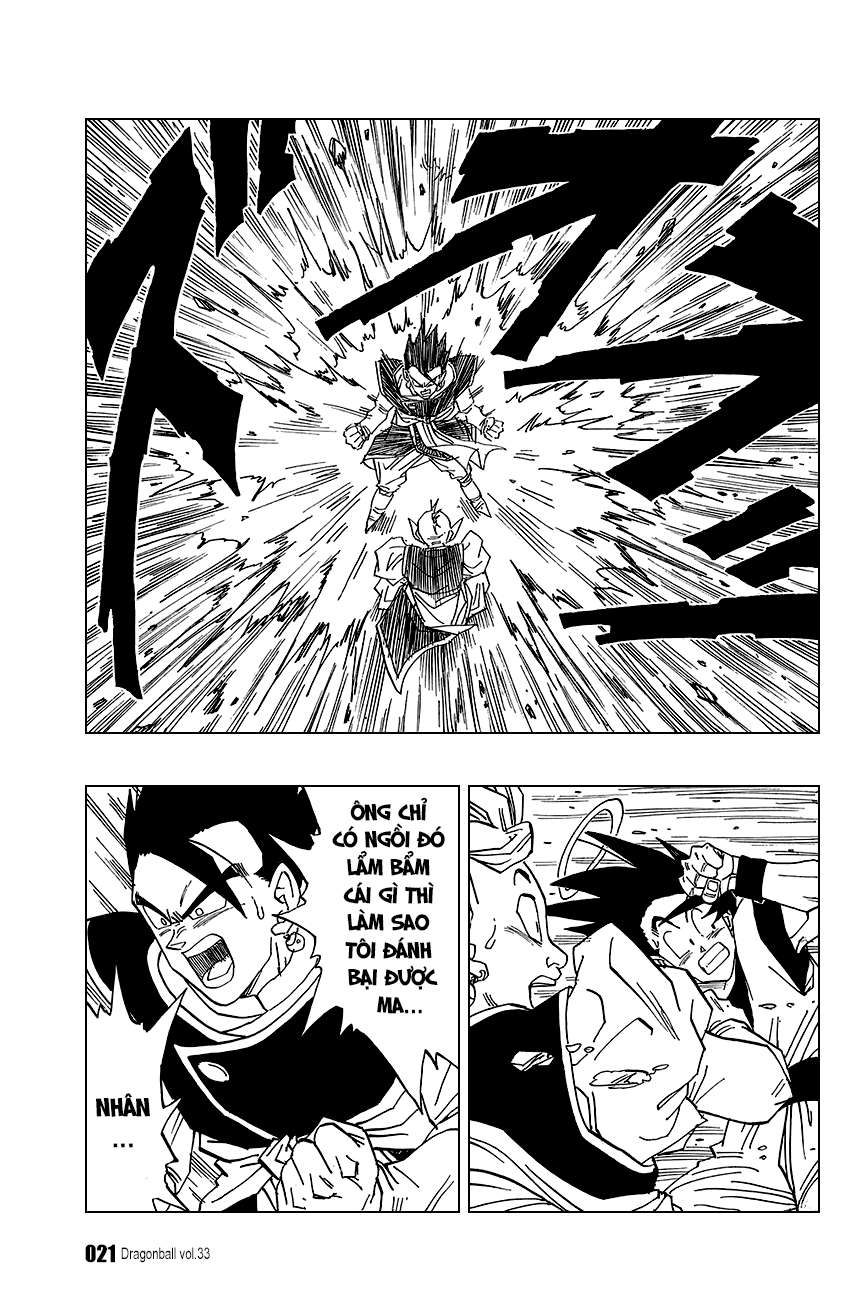 ÔNG CHỈ
CÓ NGỒI ĐÓ
LẨM BẨM
CÁI GÌ THÌ
LÀM SAO
TÔI ĐÁNH
BẠI ĐƯỢC
MA...
NHÂN
...
021 Dragonball vol.33